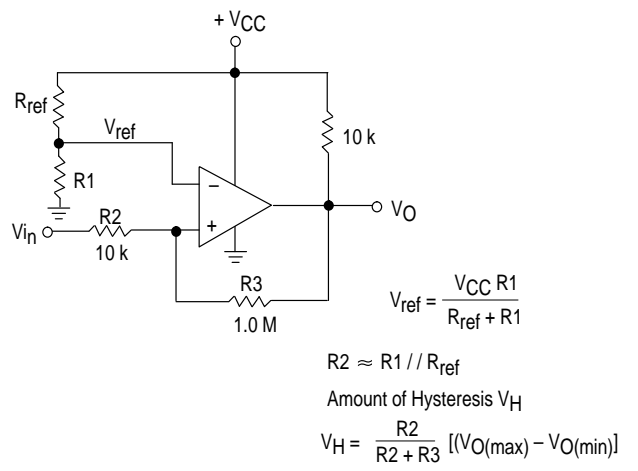 + VCC
Rref
Vref
10 k
R1
–
VO
Vin
R2
+
10 k
R3
1.0 M
Vref = VCC R1 / Rref + R1
R2 ≈ R1 // Rref
Amount of Hysteresis VH
VH = R2 / R2 + R3 [(VO(max) – VO(min)]